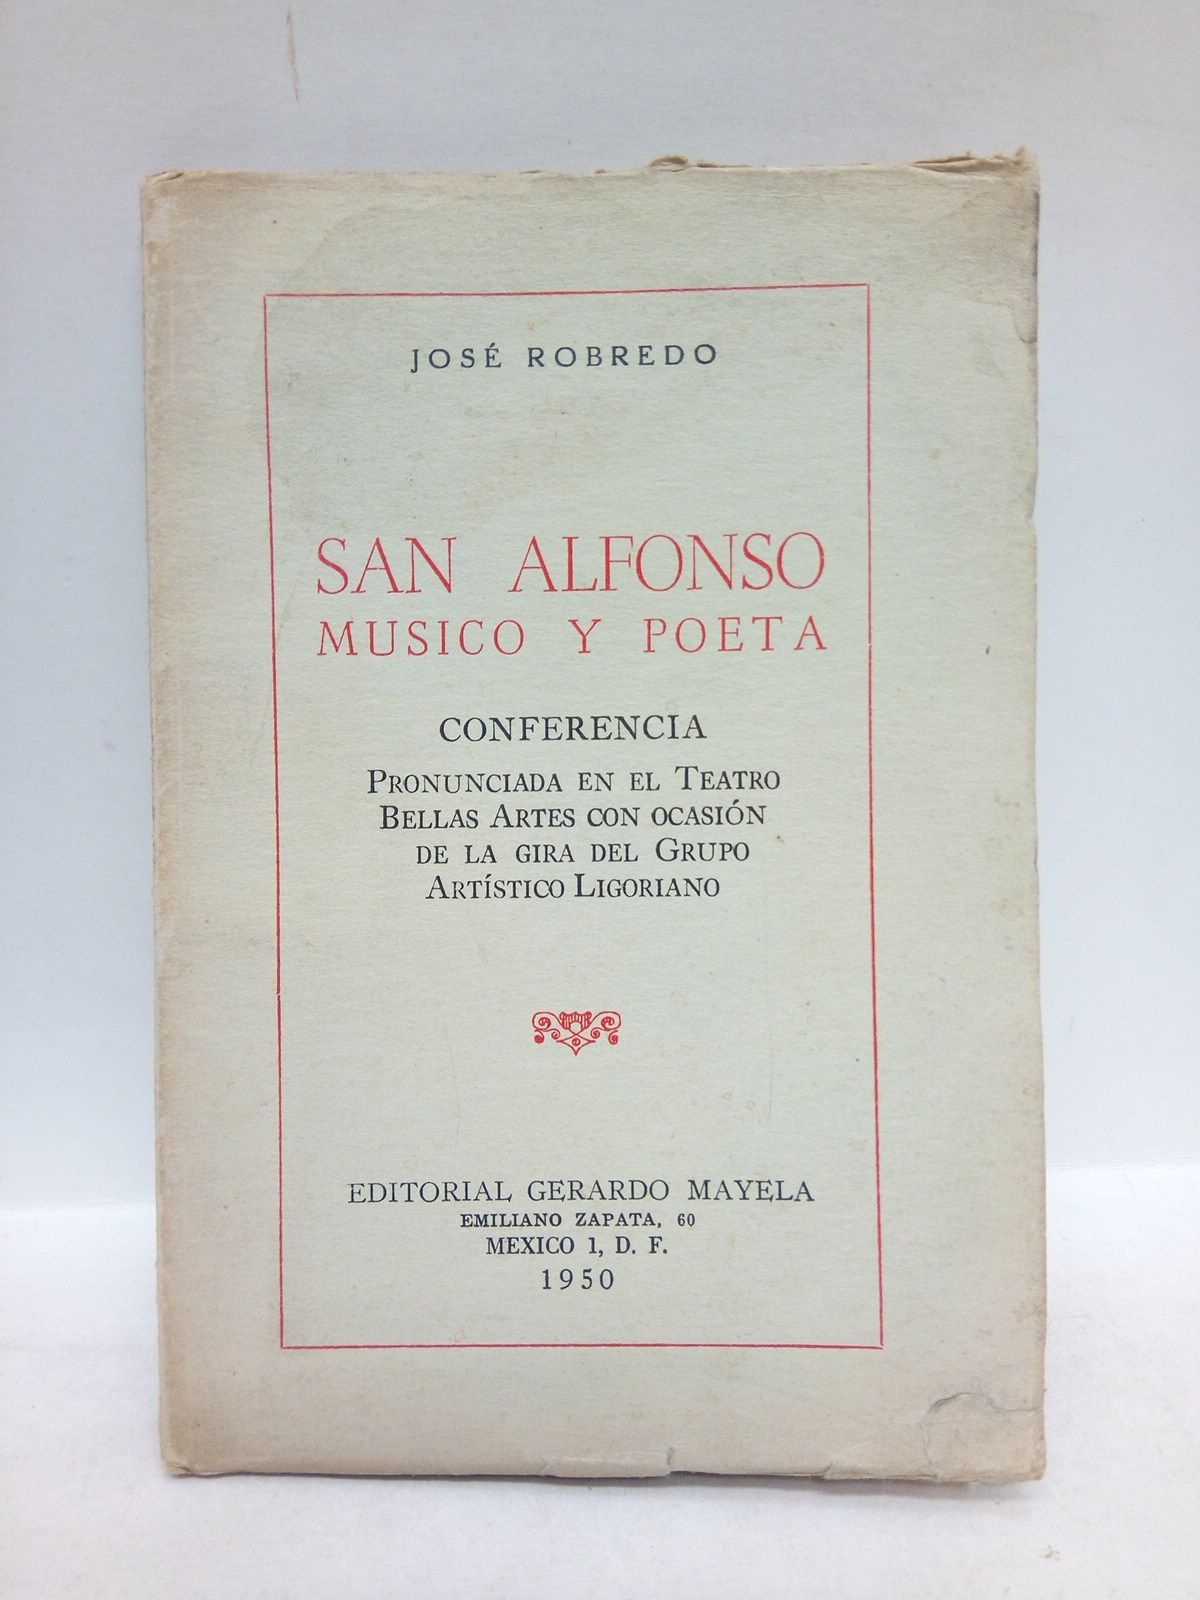 JOSÉ ROBREDO
SAN ALFONSO
MUSICO Y POETA
CONFERENCIA
PRONUNCIADA EN EL TEATRO
BELLAS ARTES CON OCASIÓN
DE LA GIRA DEL GRUPO
ARTÍSTICO LIGORIANO
EDITORIAL GERARDO MAYELA
EMILIANO ZAPATA, 60
MEXICO 1, D. F.
1950